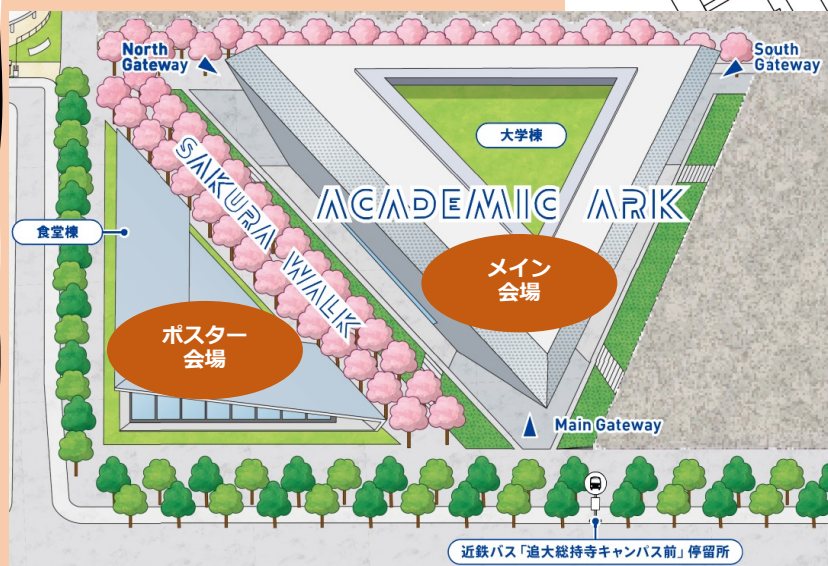 North
Gateway
South
Gateway
大学棟
SAKURA WALK
ACADEMIC ARK
食堂棟
メイン
会場
ポスター
会場
Main Gateway
近鉄バス「追大総持寺キャンパス前」停留所